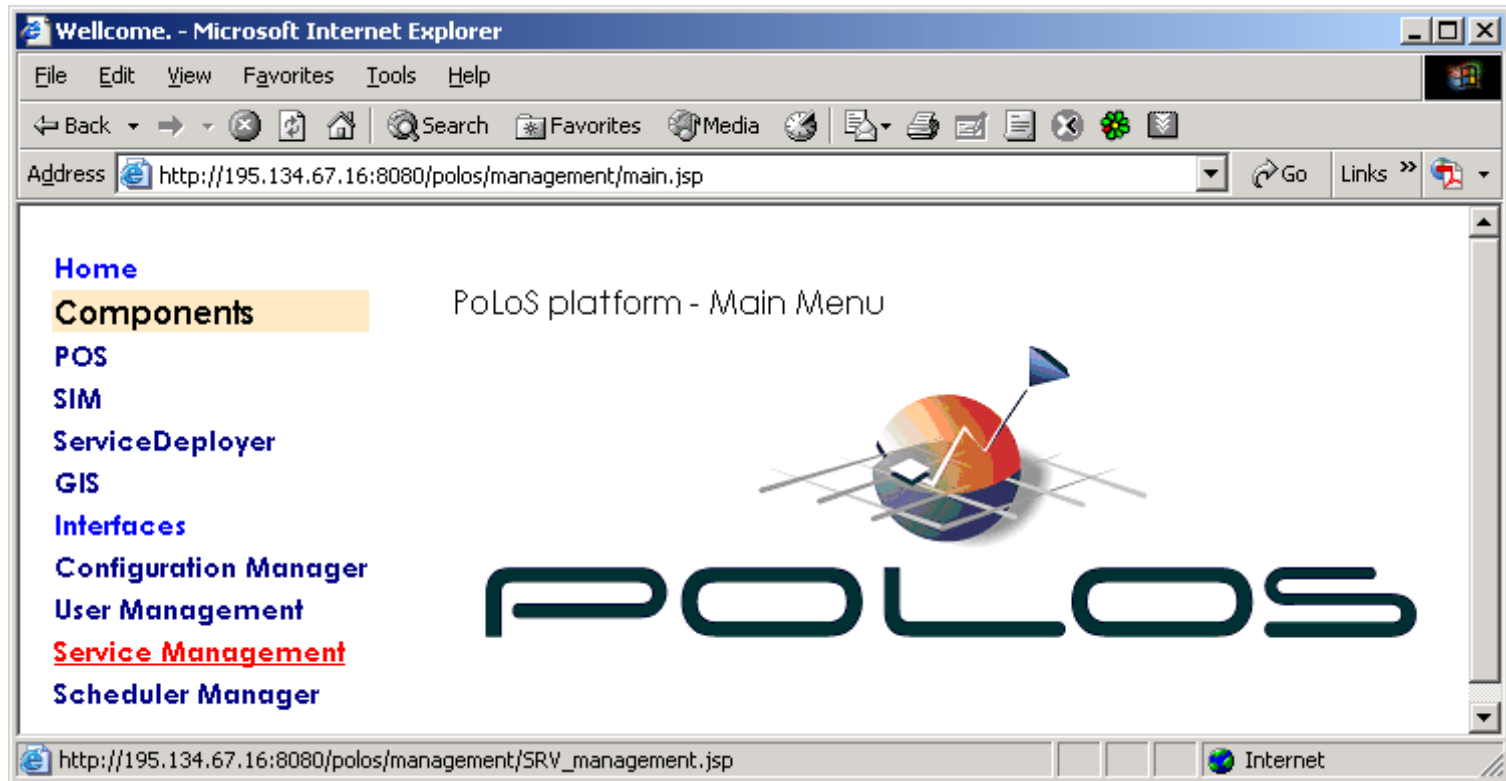 Wellcome. - Microsoft Internet Explorer
File Edit View Favorites Tools Help
Back Search Favorites Media
Address http://195.134.67.16:8080/polos/management/main.jsp Go Links »
Home
Components
POS
SIM
ServiceDeployer
GIS
Interfaces
Configuration Manager
User Management
Service Management
Scheduler Manager
PoLoS platform - Main Menu
POLOS
http://195.134.67.16:8080/polos/management/SRV_management.jsp Internet